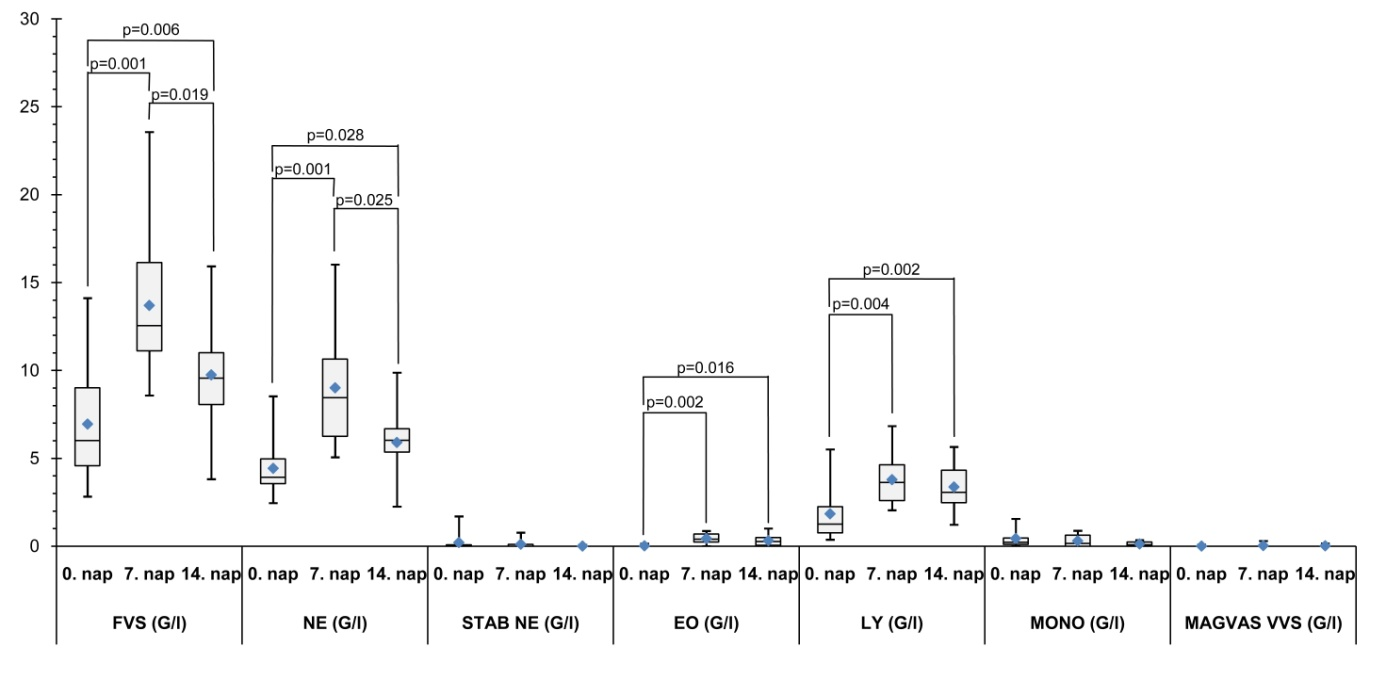 30
p=0.006
p=0.001
p=0.019
25
p=0.028
p=0.001
p=0.025
20
15
p=0.002
p=0.004
10
p=0.016
p=0.002
5
0
0. nap 7. nap 14. nap 0. nap 7. nap 14. nap 0. nap 7. nap 14. nap 0. nap 7. nap 14. nap 0. nap 7. nap 14. nap 0. nap 7. nap 14. nap 0. nap 7. nap 14. nap
FVS (G/l) NE (G/l) STAB NE (G/l) EO (G/l) LY (G/l) MONO (G/l) MAGVAS VVS (G/l)